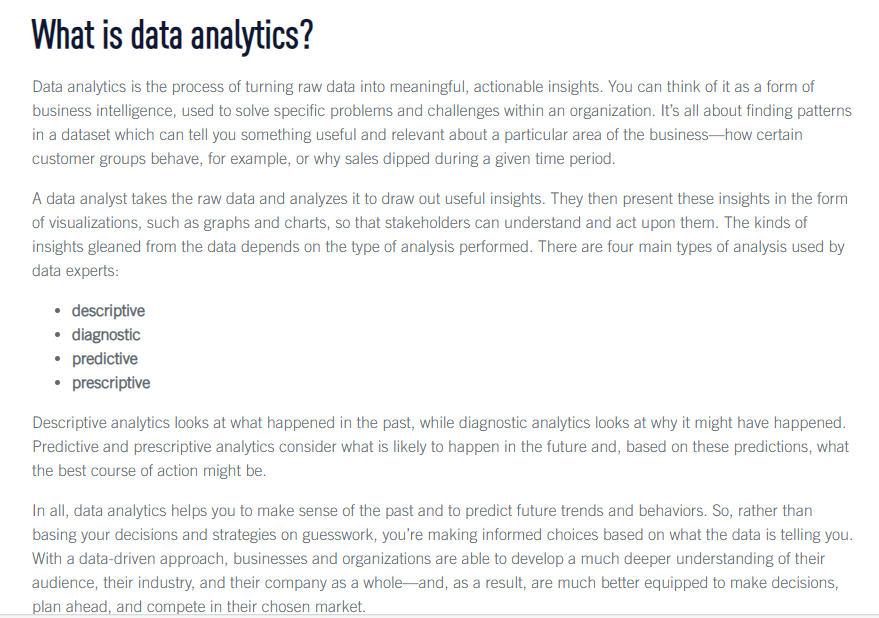 What is data analytics?
Data analytics is the process of turning raw data into meaningful, actionable insights. You can think of it as a form of
business intelligence, used to solve specific problems and challenges within an organization. It’s all about finding patterns
in a dataset which can tell you something useful and relevant about a particular area of the business—how certain
customer groups behave, for example, or why sales dipped during a given time period.
A data analyst takes the raw data and analyzes it to draw out useful insights. They then present these insights in the form
of visualizations, such as graphs and charts, so that stakeholders can understand and act upon them. The kinds of
insights gleaned from the data depends on the type of analysis performed. There are four main types of analysis used by
data experts:
• descriptive
• diagnostic
• predictive
• prescriptive
Descriptive analytics looks at what happened in the past, while diagnostic analytics looks at why it might have happened.
Predictive and prescriptive analytics consider what is likely to happen in the future and, based on these predictions, what
the best course of action might be.
In all, data analytics helps you to make sense of the past and to predict future trends and behaviors. So, rather than
basing your decisions and strategies on guesswork, you’re making informed choices based on what the data is telling you.
With a data-driven approach, businesses and organizations are able to develop a much deeper understanding of their
audience, their industry, and their company as a whole—and, as a result, are much better equipped to make decisions,
plan ahead, and compete in their chosen market.